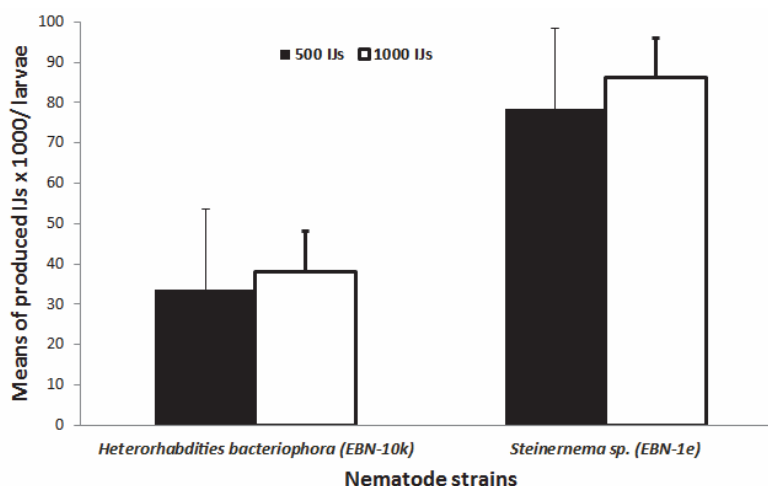 Means of produced IJs x 1000/ larvae
100
90
80
70
60
50
40
30
20
10
0
500 IJs 1000 IJs
Heterorhabdities bacteriophora (EBN-10k) Steinernema sp. (EBN-1e)
Nematode strains